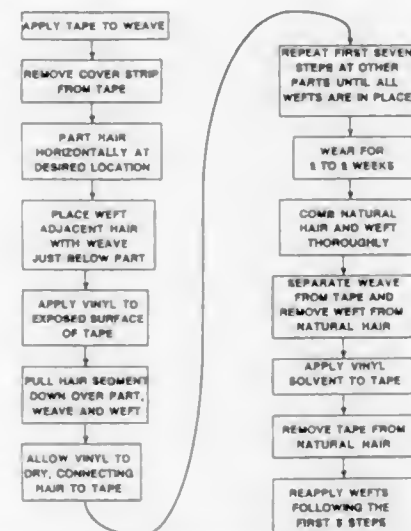 APPLY TAPE TO WEAVE
REMOVE COVER STRIP
FROM TAPE
PART HAIR
HORIZONTALLY AT
DESIRED LOCATION
PLACE WEFT
ADJACENT HAIR
WITH WEAVE
JUST BELOW PART
APPLY VINYL TO
EXPOSED SURFACE
OF TAPE
PULL HAIR SEGMENT
DOWN OVER PART,
WEAVE AND WEFT
ALLOW VINYL TO
DRY, CONNECTING
HAIR TO TAPE
REPEAT FIRST SEVEN
STEPS AT OTHER
PARTS UNTIL ALL
WEFTS ARE IN PLACE
WEAR FOR
TO WEEKS
COMB NATURAL
HAIR AND WEFT
THOROUGHLY
SEPARATE WEAVE
FROM TAPE AND
REMOVE WEFT FROM
NATURAL HAIR
APPLY VINYL
SOLVENT TO TAPE
REMOVE TAPE FROM
NATURAL HAIR
REAPPLY WEFTS
FOLLOWING THE
FIRST STEPS